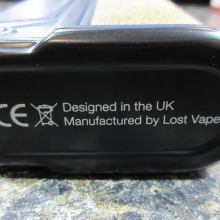 CE Designed in the UK
Manufactured by Lost Vape